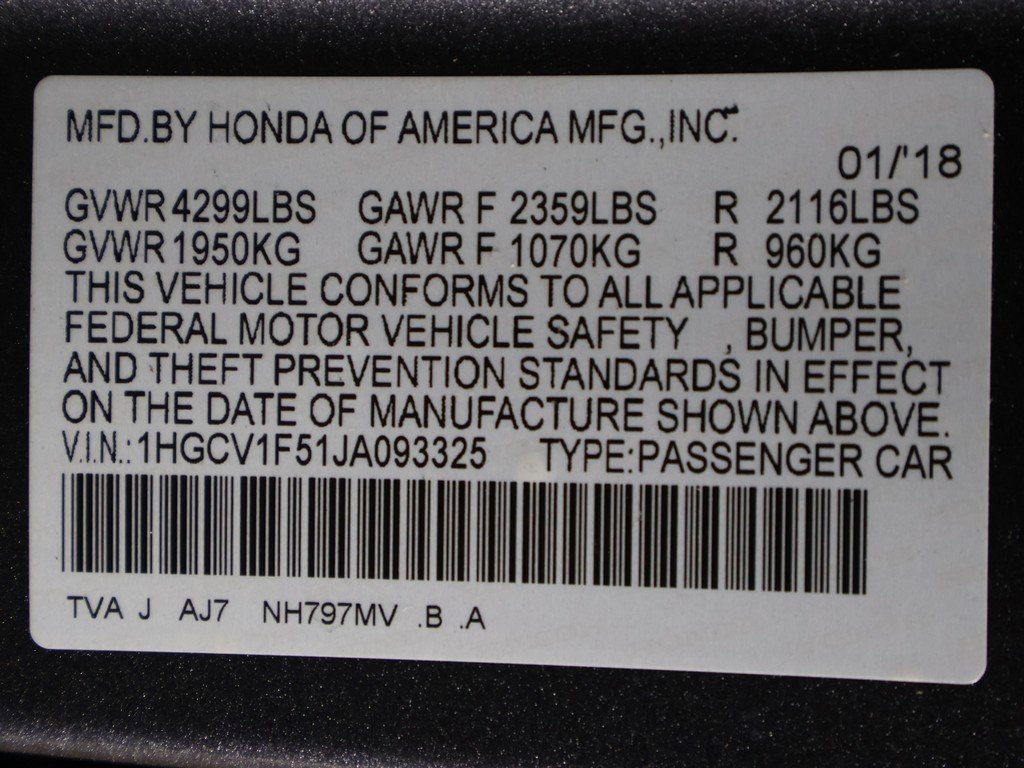 MFD.BY HONDA OF AMERICA MFG.,INC.
01/'18
GVWR 4299LBS GAWR F 2359LBS R 2116LBS
GVWR 1950KG GAWR F 1070KG R 960KG
THIS VEHICLE CONFORMS TO ALL APPLICABLE
FEDERAL MOTOR VEHICLE SAFETY , BUMPER,
AND THEFT PREVENTION STANDARDS IN EFFECT
ON THE DATE OF MANUFACTURE SHOWN ABOVE.
V.I.N.:1HGCV1F51JA093325 TYPE:PASSENGER CAR
TVA J AJ7 NH797MV .B .A